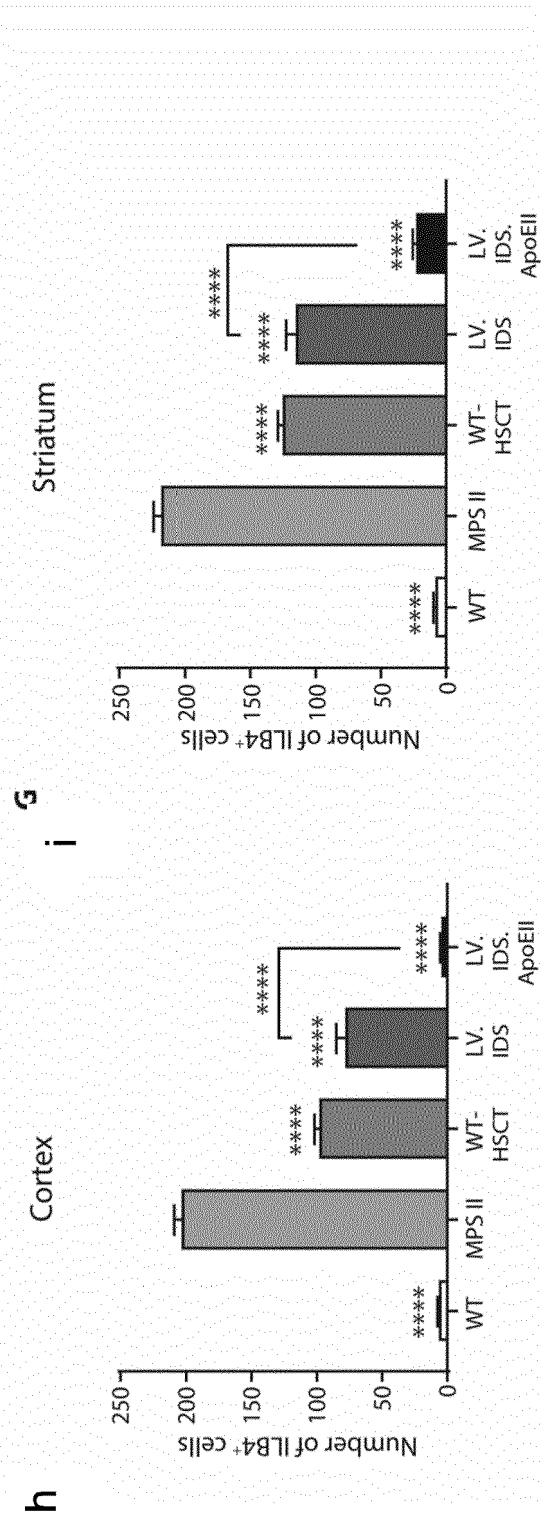 h
Cortex
Number of ILB4⁺ cells
250
200
150
100
50
0
****
****
****
****
****
WT
MPS II
WT-
HSCT
LV.
IDS
LV.
IDS.
ApoEII
i
G
Striatum
Number of ILB4⁺ cells
250
200
150
100
50
0
****
****
****
****
****
WT
MPS II
WT-
HSCT
LV.
IDS
LV.
IDS.
ApoEII